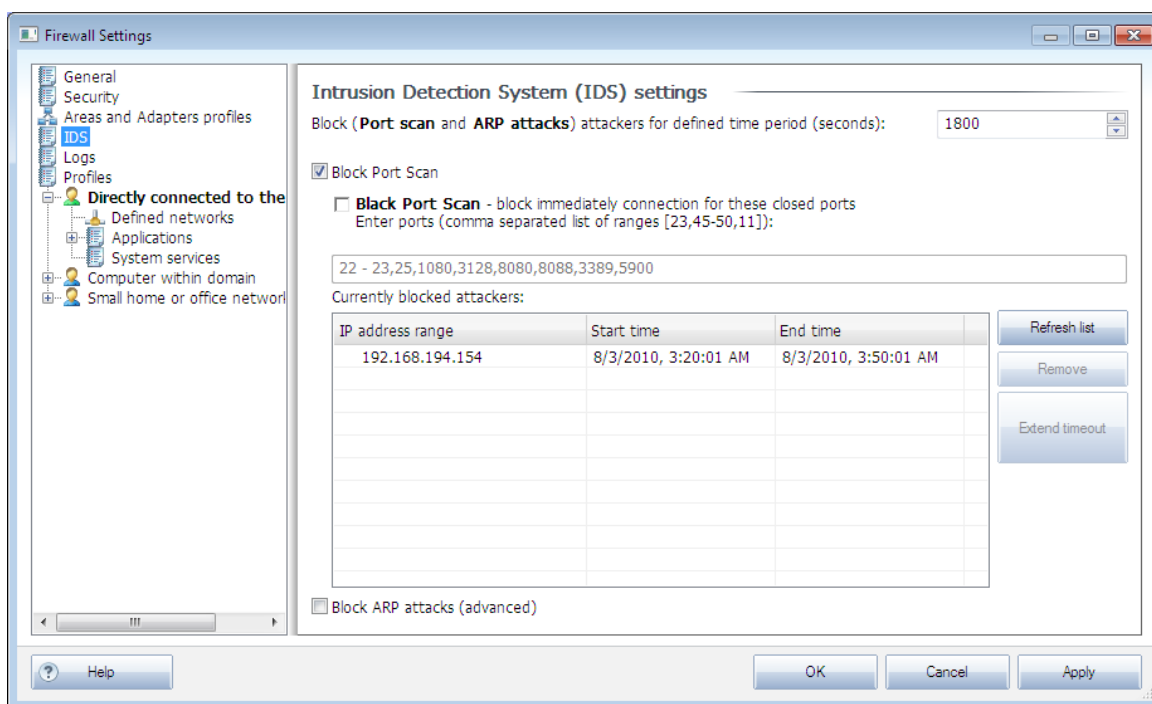 Firewall Settings
General
Security
Areas and Adapters profiles
IDS
Logs
Profiles
Directly connected to the
Defined networks
Applications
System services
Computer within domain
Small home or office networ
Intrusion Detection System (IDS) settings
Block (Port scan and ARP attacks) attackers for defined time period (seconds): 1800
Block Port Scan
Black Port Scan - block immediately connection for these closed ports
Enter ports (comma separated list of ranges [23,45-50,11]):
22 - 23,25,1080,3128,8080,8088,3389,5900
Currently blocked attackers:
IP address range Start time End time
192.168.194.154 8/3/2010, 3:20:01 AM 8/3/2010, 3:50:01 AM
Refresh list
Remove
Extend timeout
Block ARP attacks (advanced)
Help OK Cancel Apply